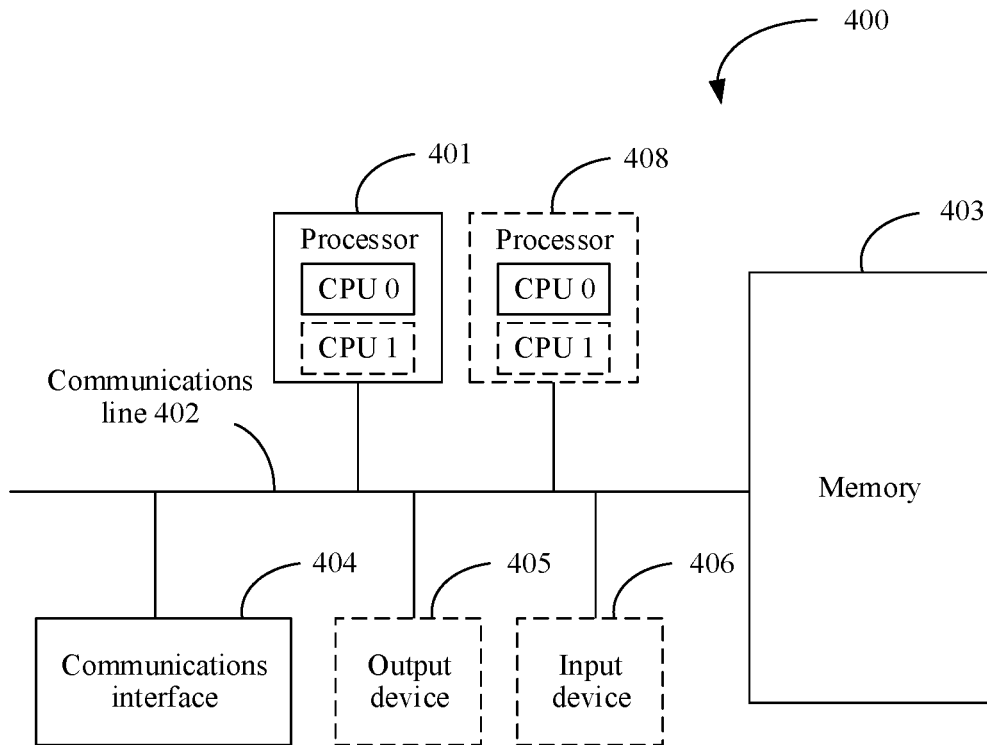 400
401
408
403
Processor
CPU 0
CPU 1
Processor
CPU 0
CPU 1
Communications
line 402
Memory
404
405
406
Communications
interface
Output
device
Input
device